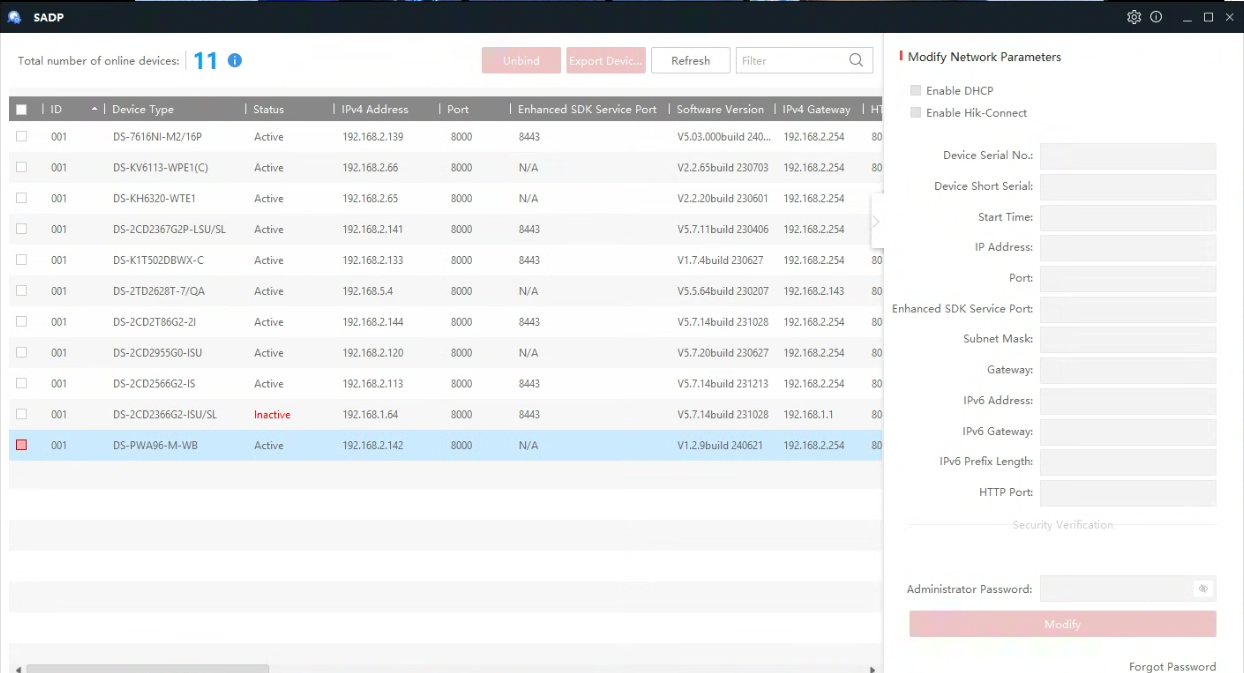 SADP
Total number of online devices: 11
Unbind
Export Devic...
Refresh
Filter
ID Device Type Status IPv4 Address Port Enhanced SDK Service Port Software Version IPv4 Gateway HT
001 DS-7616NI-M2/16P Active 192.168.2.139 8000 8443 V5.03.000build 240... 192.168.2.254 80
001 DS-KV6113-WPE1(C) Active 192.168.2.66 8000 N/A V2.2.65build 230703 192.168.2.254 80
001 DS-KH6320-WTE1 Active 192.168.2.65 8000 N/A V2.2.20build 230601 192.168.2.254
001 DS-2CD2367G2P-LSU/SL Active 192.168.2.141 8000 8443 V5.7.11build 230406 192.168.2.254
001 DS-K1T502DBWX-C Active 192.168.2.133 8000 8443 V1.7.4build 230627 192.168.2.254 80
001 DS-2TD2628T-7/QA Active 192.168.5.4 8000 N/A V5.5.64build 230207 192.168.2.143 80
001 DS-2CD2T86G2-2I Active 192.168.2.144 8000 8443 V5.7.14build 231028 192.168.2.254 80
001 DS-2CD2955G0-ISU Active 192.168.2.120 8000 N/A V5.7.20build 230627 192.168.2.254 80
001 DS-2CD2566G2-IS Active 192.168.2.113 8000 8443 V5.7.14build 231213 192.168.2.254 80
001 DS-2CD2366G2-ISU/SL Inactive 192.168.1.64 8000 8443 V5.7.14build 231028 192.168.1.1 80
001 DS-PWA96-M-WB Active 192.168.2.142 8000 N/A V1.2.9build 240621 192.168.2.254 80
Modify Network Parameters
Enable DHCP
Enable Hik-Connect
Device Serial No.:
Device Short Serial:
Start Time:
IP Address:
Port:
Enhanced SDK Service Port:
Subnet Mask:
Gateway:
IPv6 Address:
IPv6 Gateway:
IPv6 Prefix Length:
HTTP Port:
Security Verification
Administrator Password:
Modify
Forgot Password